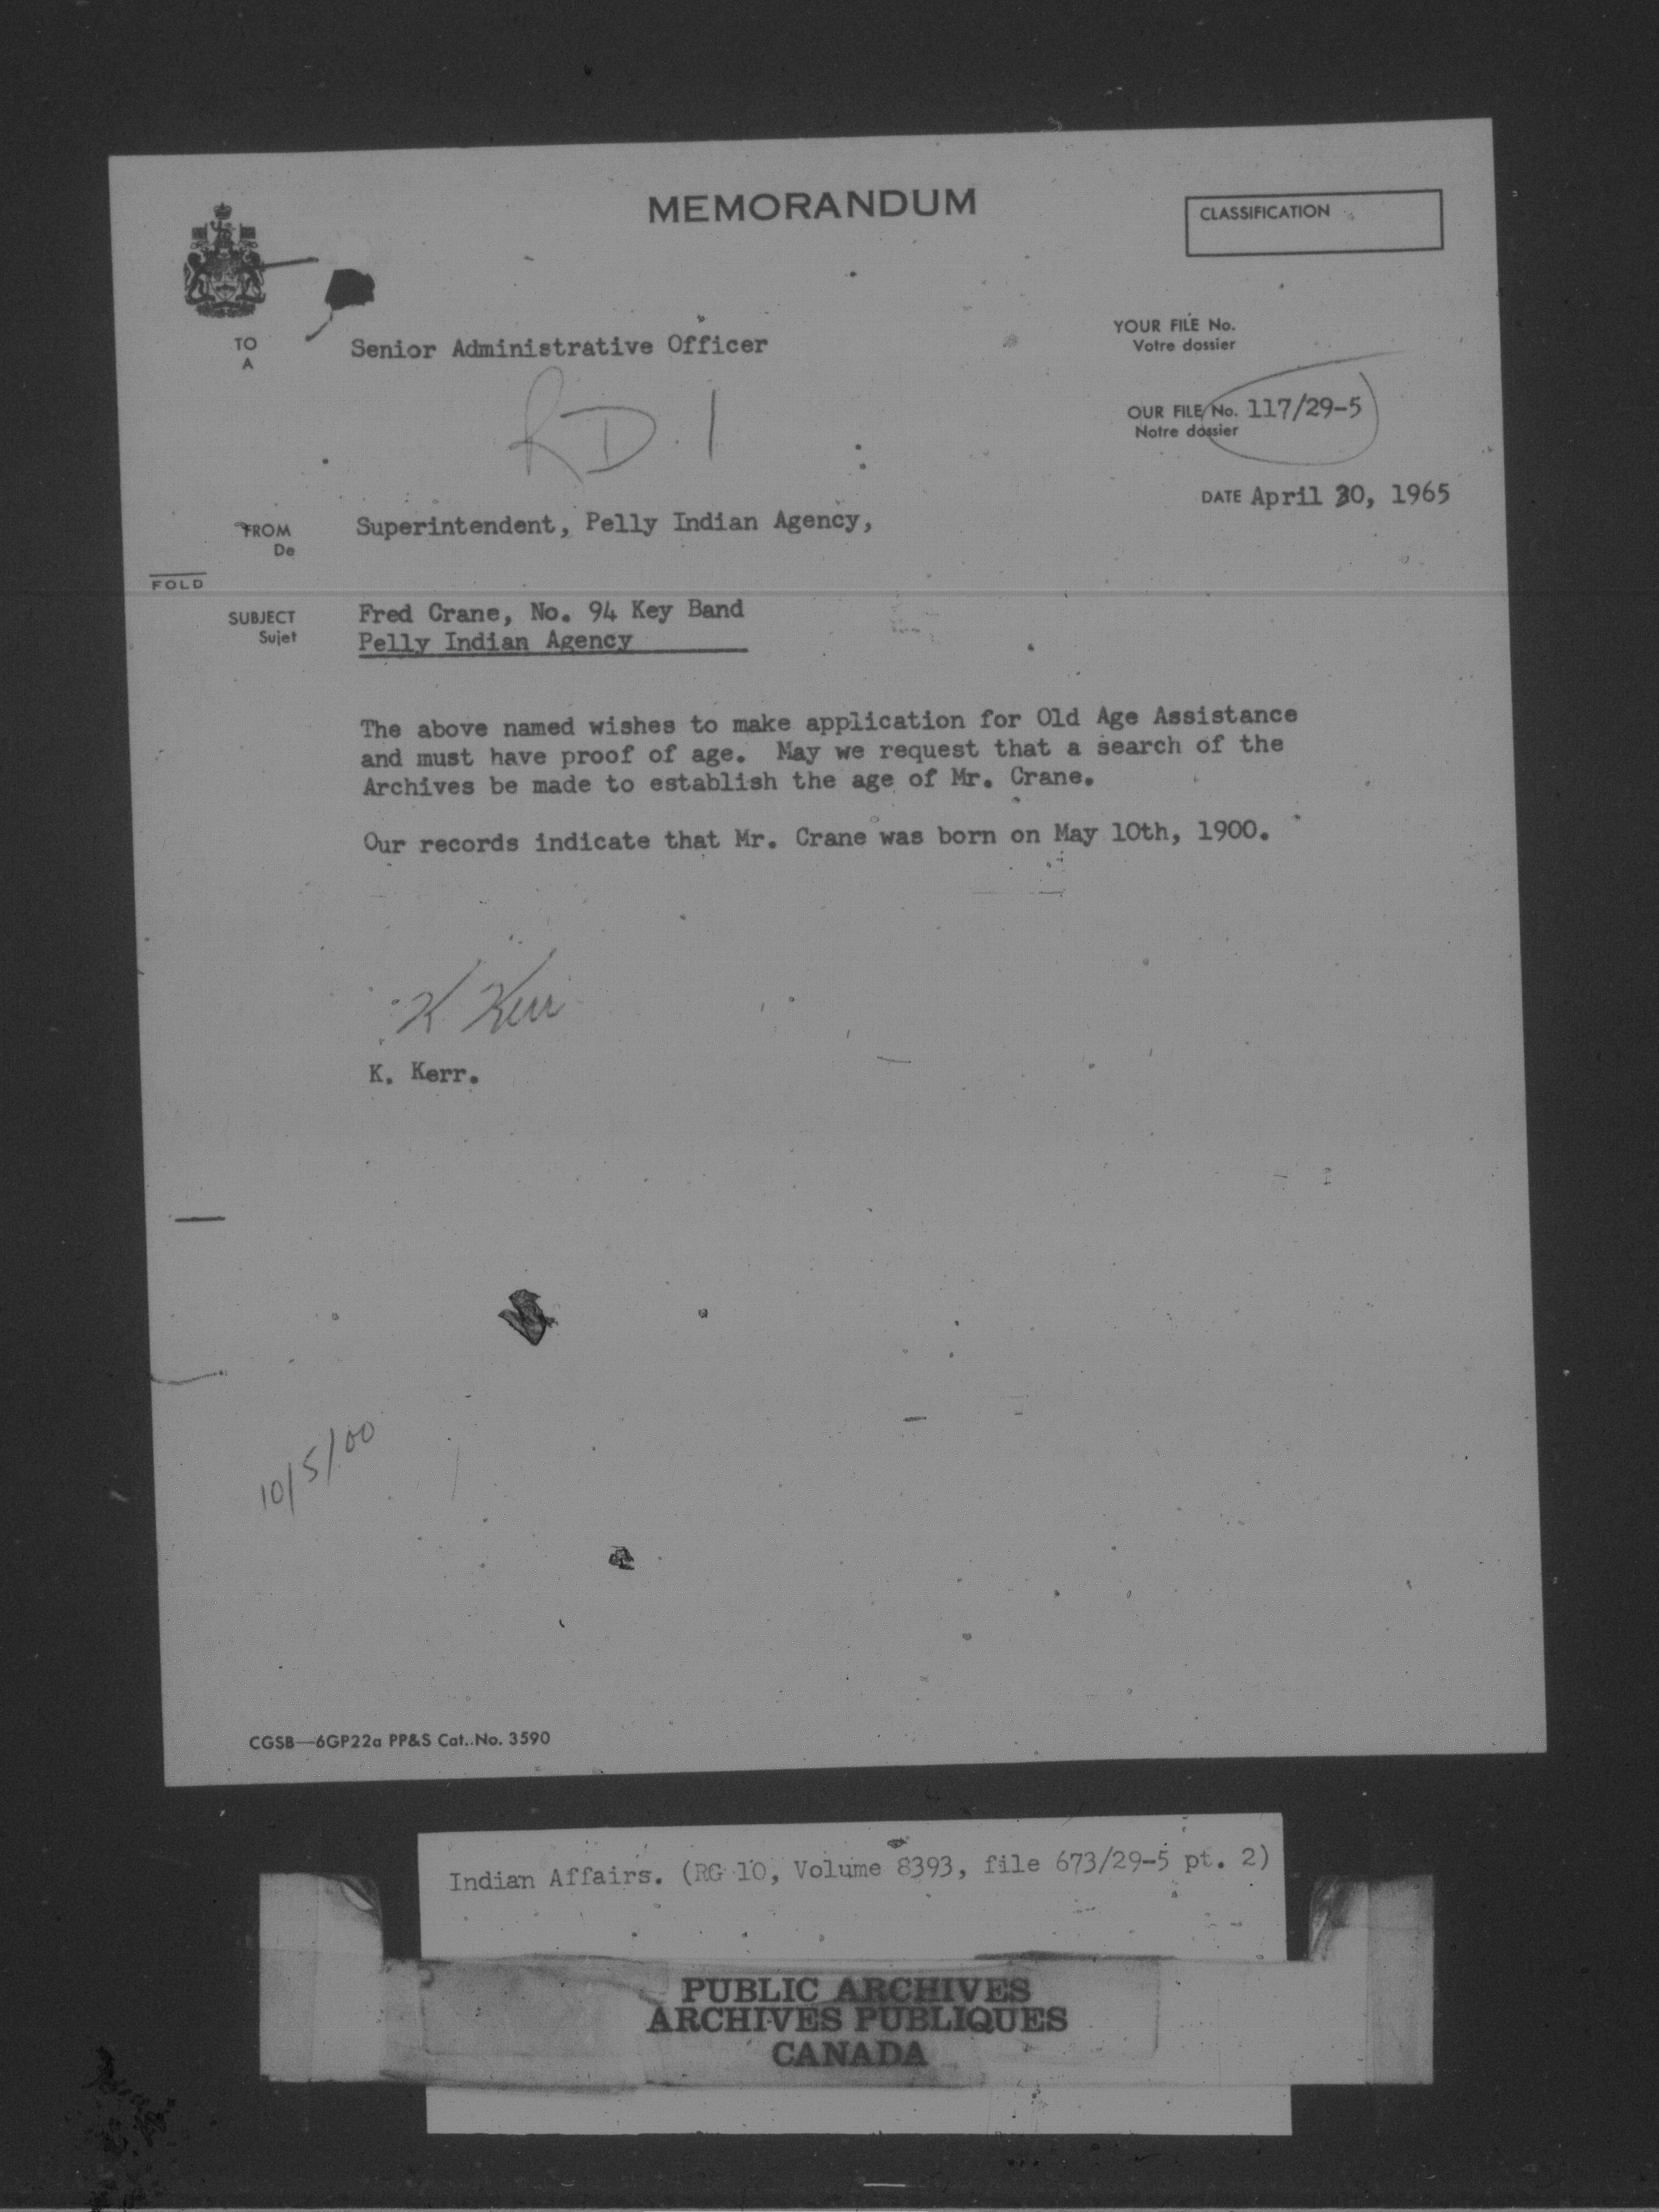 MEMORANDUM
CLASSIFICATION
TO
A
Senior Administrative Officer
YOUR FILE No.
Votre dossier
RD.1
OUR FILE No. 117/29-5
Notre dossier
DATE April 30, 1965
FROM
De
Superintendent, Pelly Indian Agency,
FOLD
SUBJECT
Sujet
Fred Crane, No. 94 Key Band
Pelly Indian Agency
The above named wishes to make application for Old Age Assistance
and must have proof of age. May we request that a search of the
Archives be made to establish the age of Mr. Crane.
Our records indicate that Mr. Crane was born on May 10th, 1900.
K Kerr
K. Kerr.
10/5/00
CGSB—6GP22a PP&S Cat. No. 3590
Indian Affairs. (RG 10, Volume 8393, file 673/29-5 pt. 2)
PUBLIC ARCHIVES
ARCHIVES PUBLIQUES
CANADA